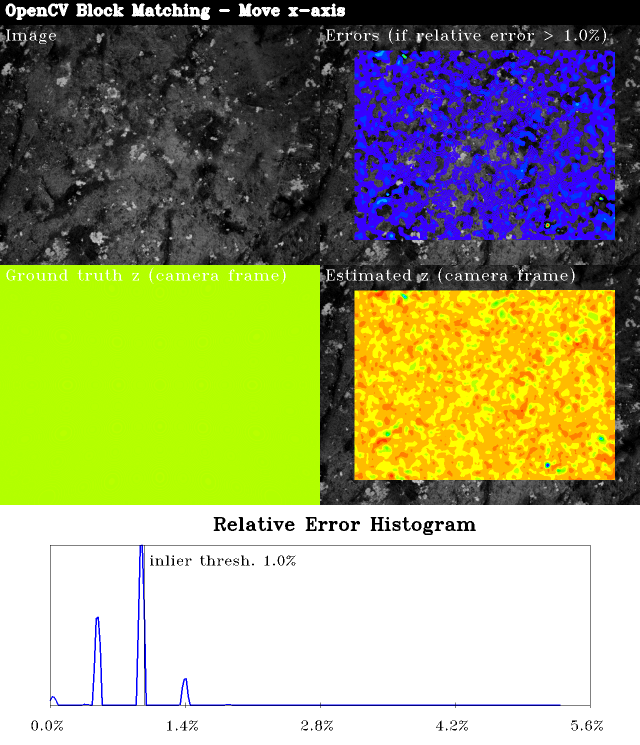 OpenCV Block Matching - Move x-axis
Image
Errors (if relative error > 1.0%)
Ground truth z (camera frame)
Estimated z (camera frame)
Relative Error Histogram
inlier thresh. 1.0%
0.0%
1.4%
2.8%
4.2%
5.6%